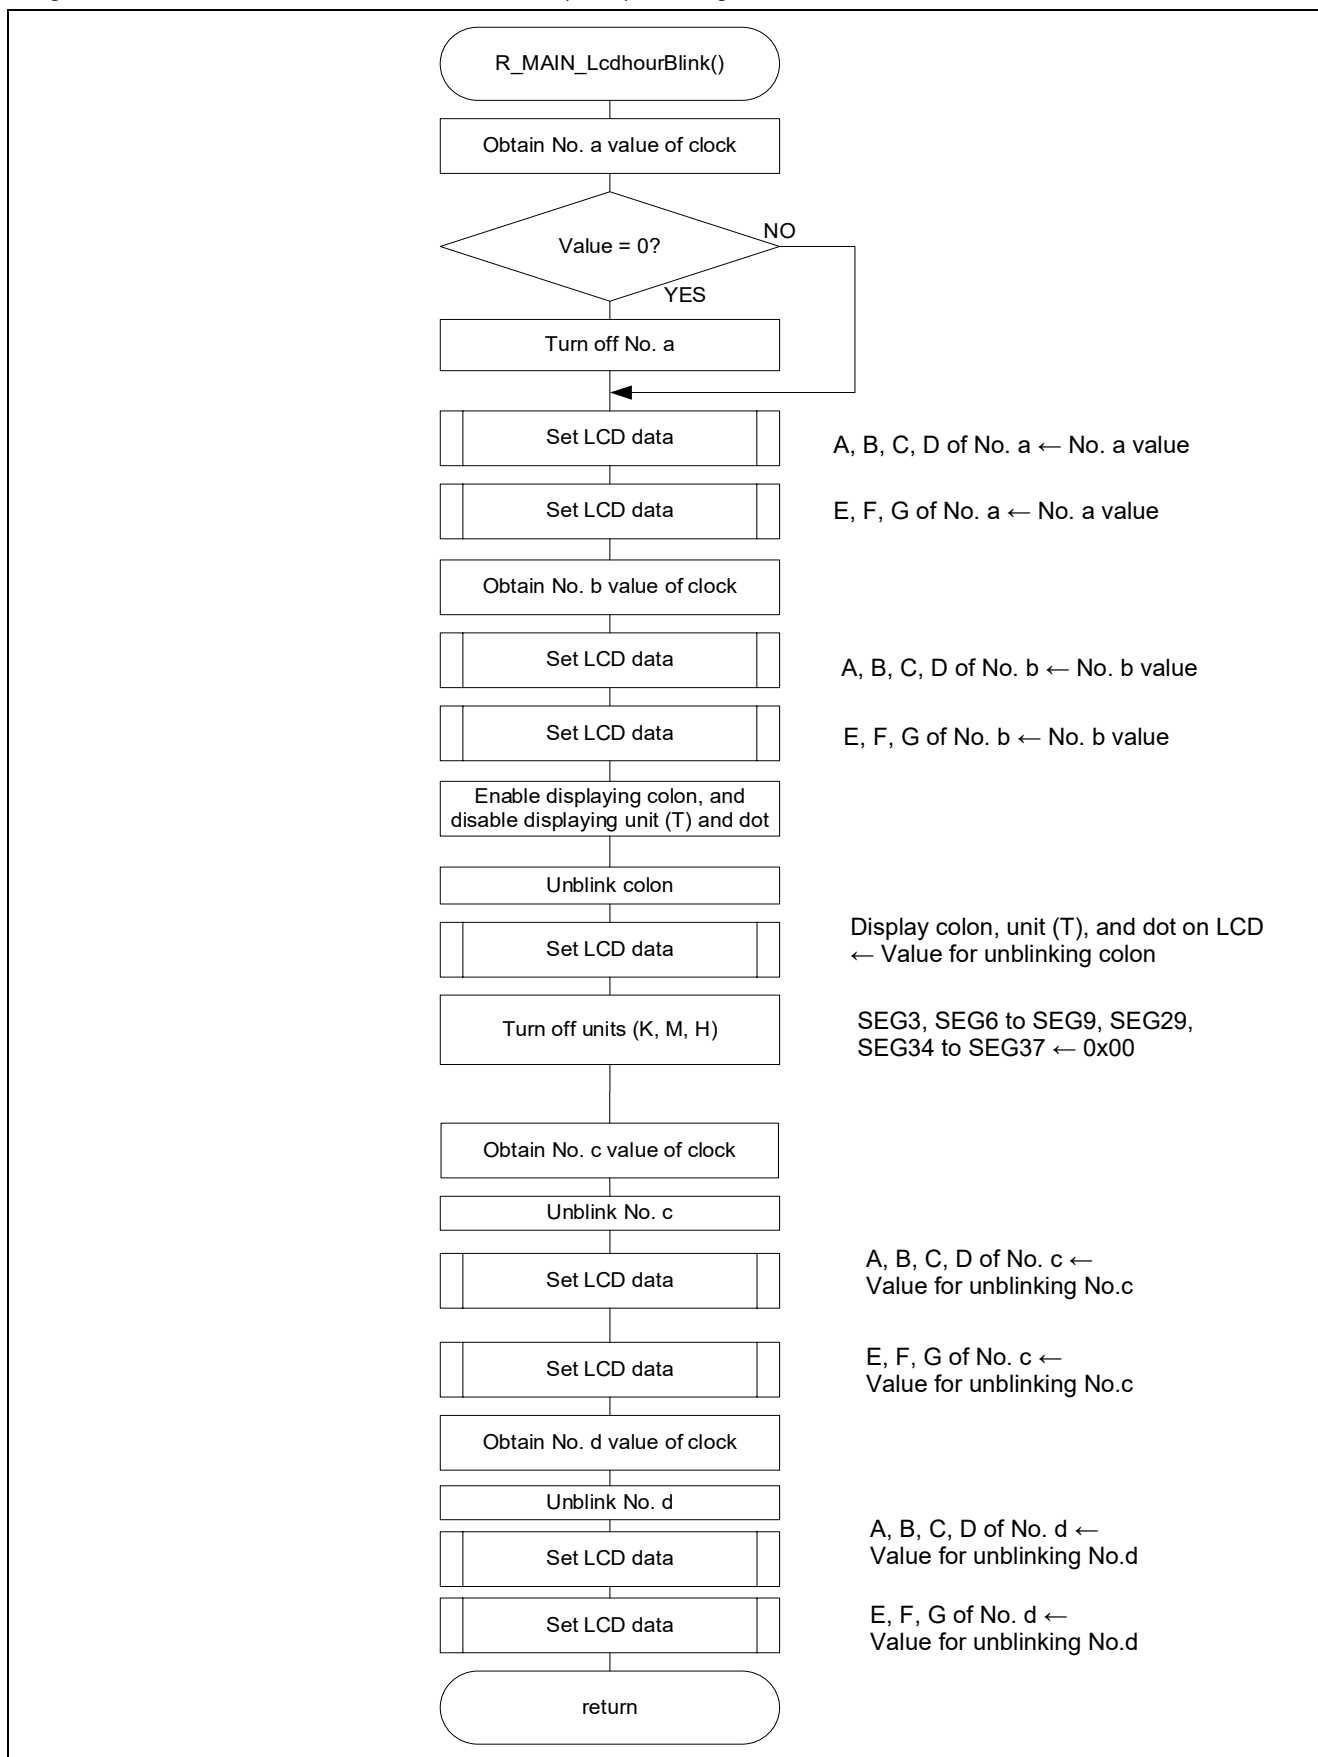 R_MAIN_LcdhourBlink()
Obtain No. a value of clock
Value = 0?
NO
YES
Turn off No. a
Set LCD data
A, B, C, D of No. a ← No. a value
Set LCD data
E, F, G of No. a ← No. a value
Obtain No. b value of clock
Set LCD data
A, B, C, D of No. b ← No. b value
Set LCD data
E, F, G of No. b ← No. b value
Enable displaying colon, and
disable displaying unit (T) and dot
Unblink colon
Set LCD data
Display colon, unit (T), and dot on LCD
← Value for unblinking colon
Turn off units (K, M, H)
SEG3, SEG6 to SEG9, SEG29,
SEG34 to SEG37 ← 0x00
Obtain No. c value of clock
Unblink No. c
Set LCD data
A, B, C, D of No. c ←
Value for unblinking No.c
Set LCD data
E, F, G of No. c ←
Value for unblinking No.c
Obtain No. d value of clock
Unblink No. d
Set LCD data
A, B, C, D of No. d ←
Value for unblinking No.d
Set LCD data
E, F, G of No. d ←
Value for unblinking No.d
return